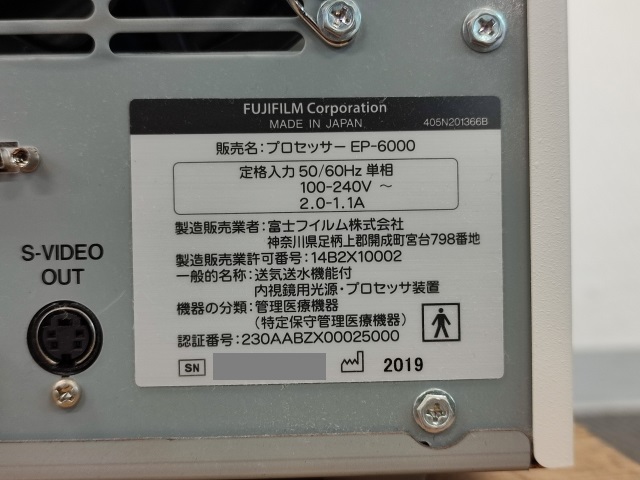 FUJIFILM Corporation
MADE IN JAPAN 405N201366B
販売名：プロセッサー EP-6000
定格入力 50/60Hz 単相
100-240V ～
2.0-1.1A
製造販売業者：富士フイルム株式会社
神奈川県足柄上郡開成町宮台798番地
製造販売業許可番号：14B2X10002
一般的名称：送気送水機能付
内視鏡用光源・プロセッサ装置
機器の分類：管理医療機器
（特定保守管理医療機器）
認証番号：230AABZX00025000
SN 2019
S-VIDEO
OUT